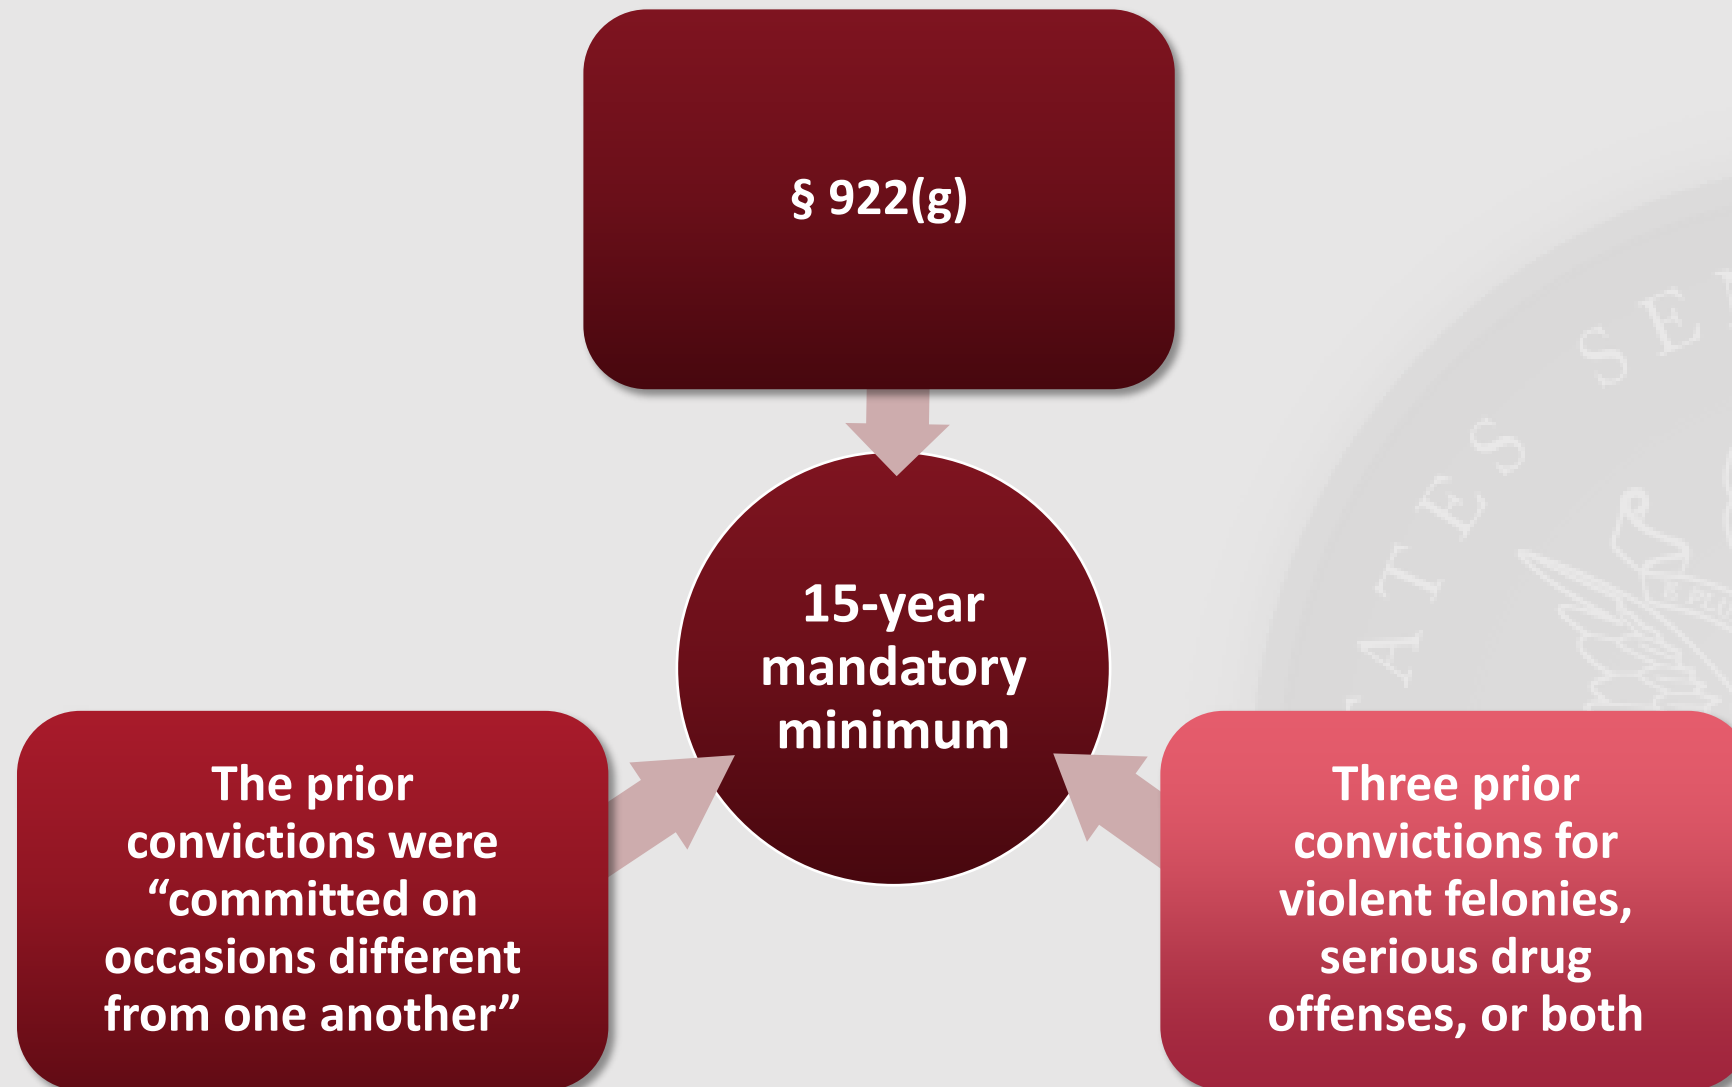 § 922(g)
15-year
mandatory
minimum
The prior
convictions were
“committed on
occasions different
from one another”
Three prior
convictions for
violent felonies,
serious drug
offenses, or both